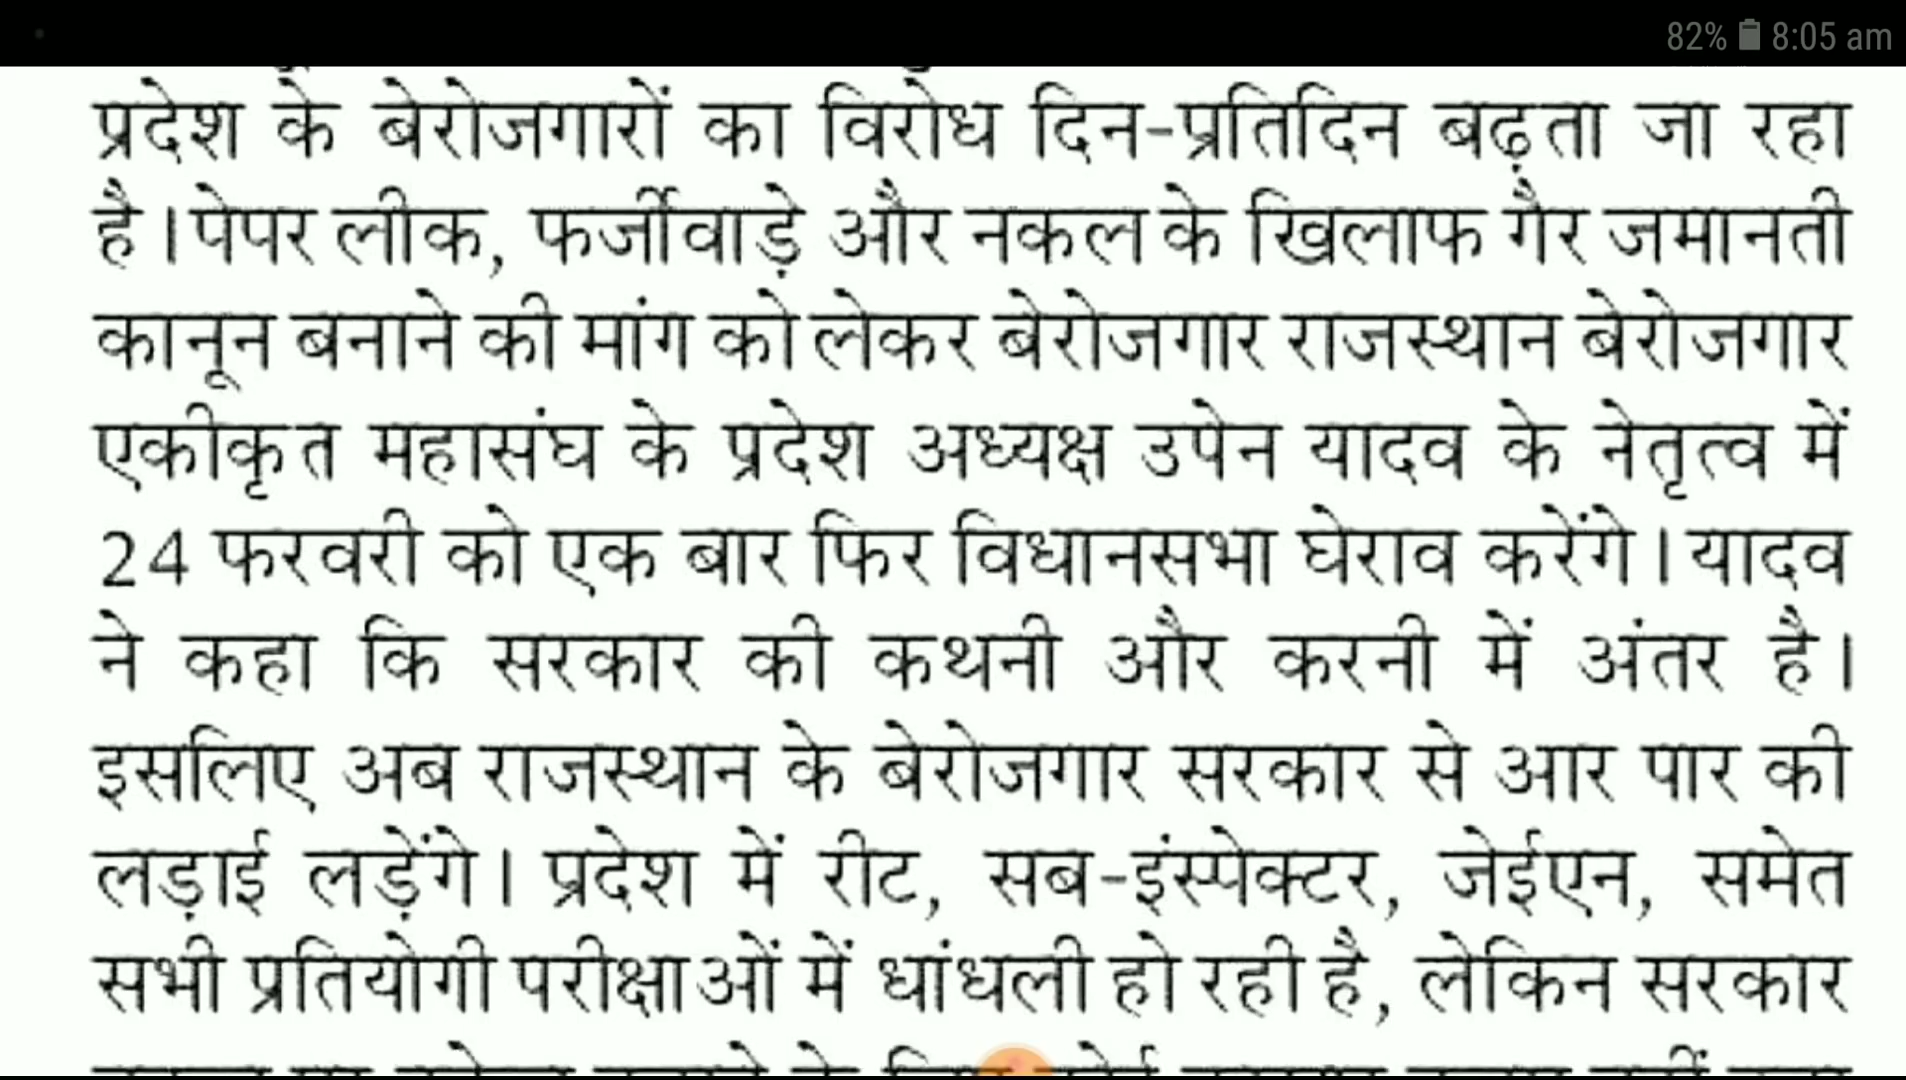 82% 8:05 am
प्रदेश के बेरोजगारों का विरोध दिन-प्रतिदिन बढ़ता जा रहा
है। पेपर लीक, फर्जीवाड़े और नकल के खिलाफ गैर जमानती
कानून बनाने की मांग को लेकर बेरोजगार राजस्थान बेरोजगार
एकीकृत महासंघ के प्रदेश अध्यक्ष उपेन यादव के नेतृत्व में
24 फरवरी को एक बार फिर विधानसभा घेराव करेंगे। यादव
ने कहा कि सरकार की कथनी और करनी में अंतर है।
इसलिए अब राजस्थान के बेरोजगार सरकार से आर पार की
लड़ाई लड़ेंगे। प्रदेश में रीट, सब-इंस्पेक्टर, जेईएन, समेत
सभी प्रतियोगी परीक्षाओं में धांधली हो रही है, लेकिन सरकार